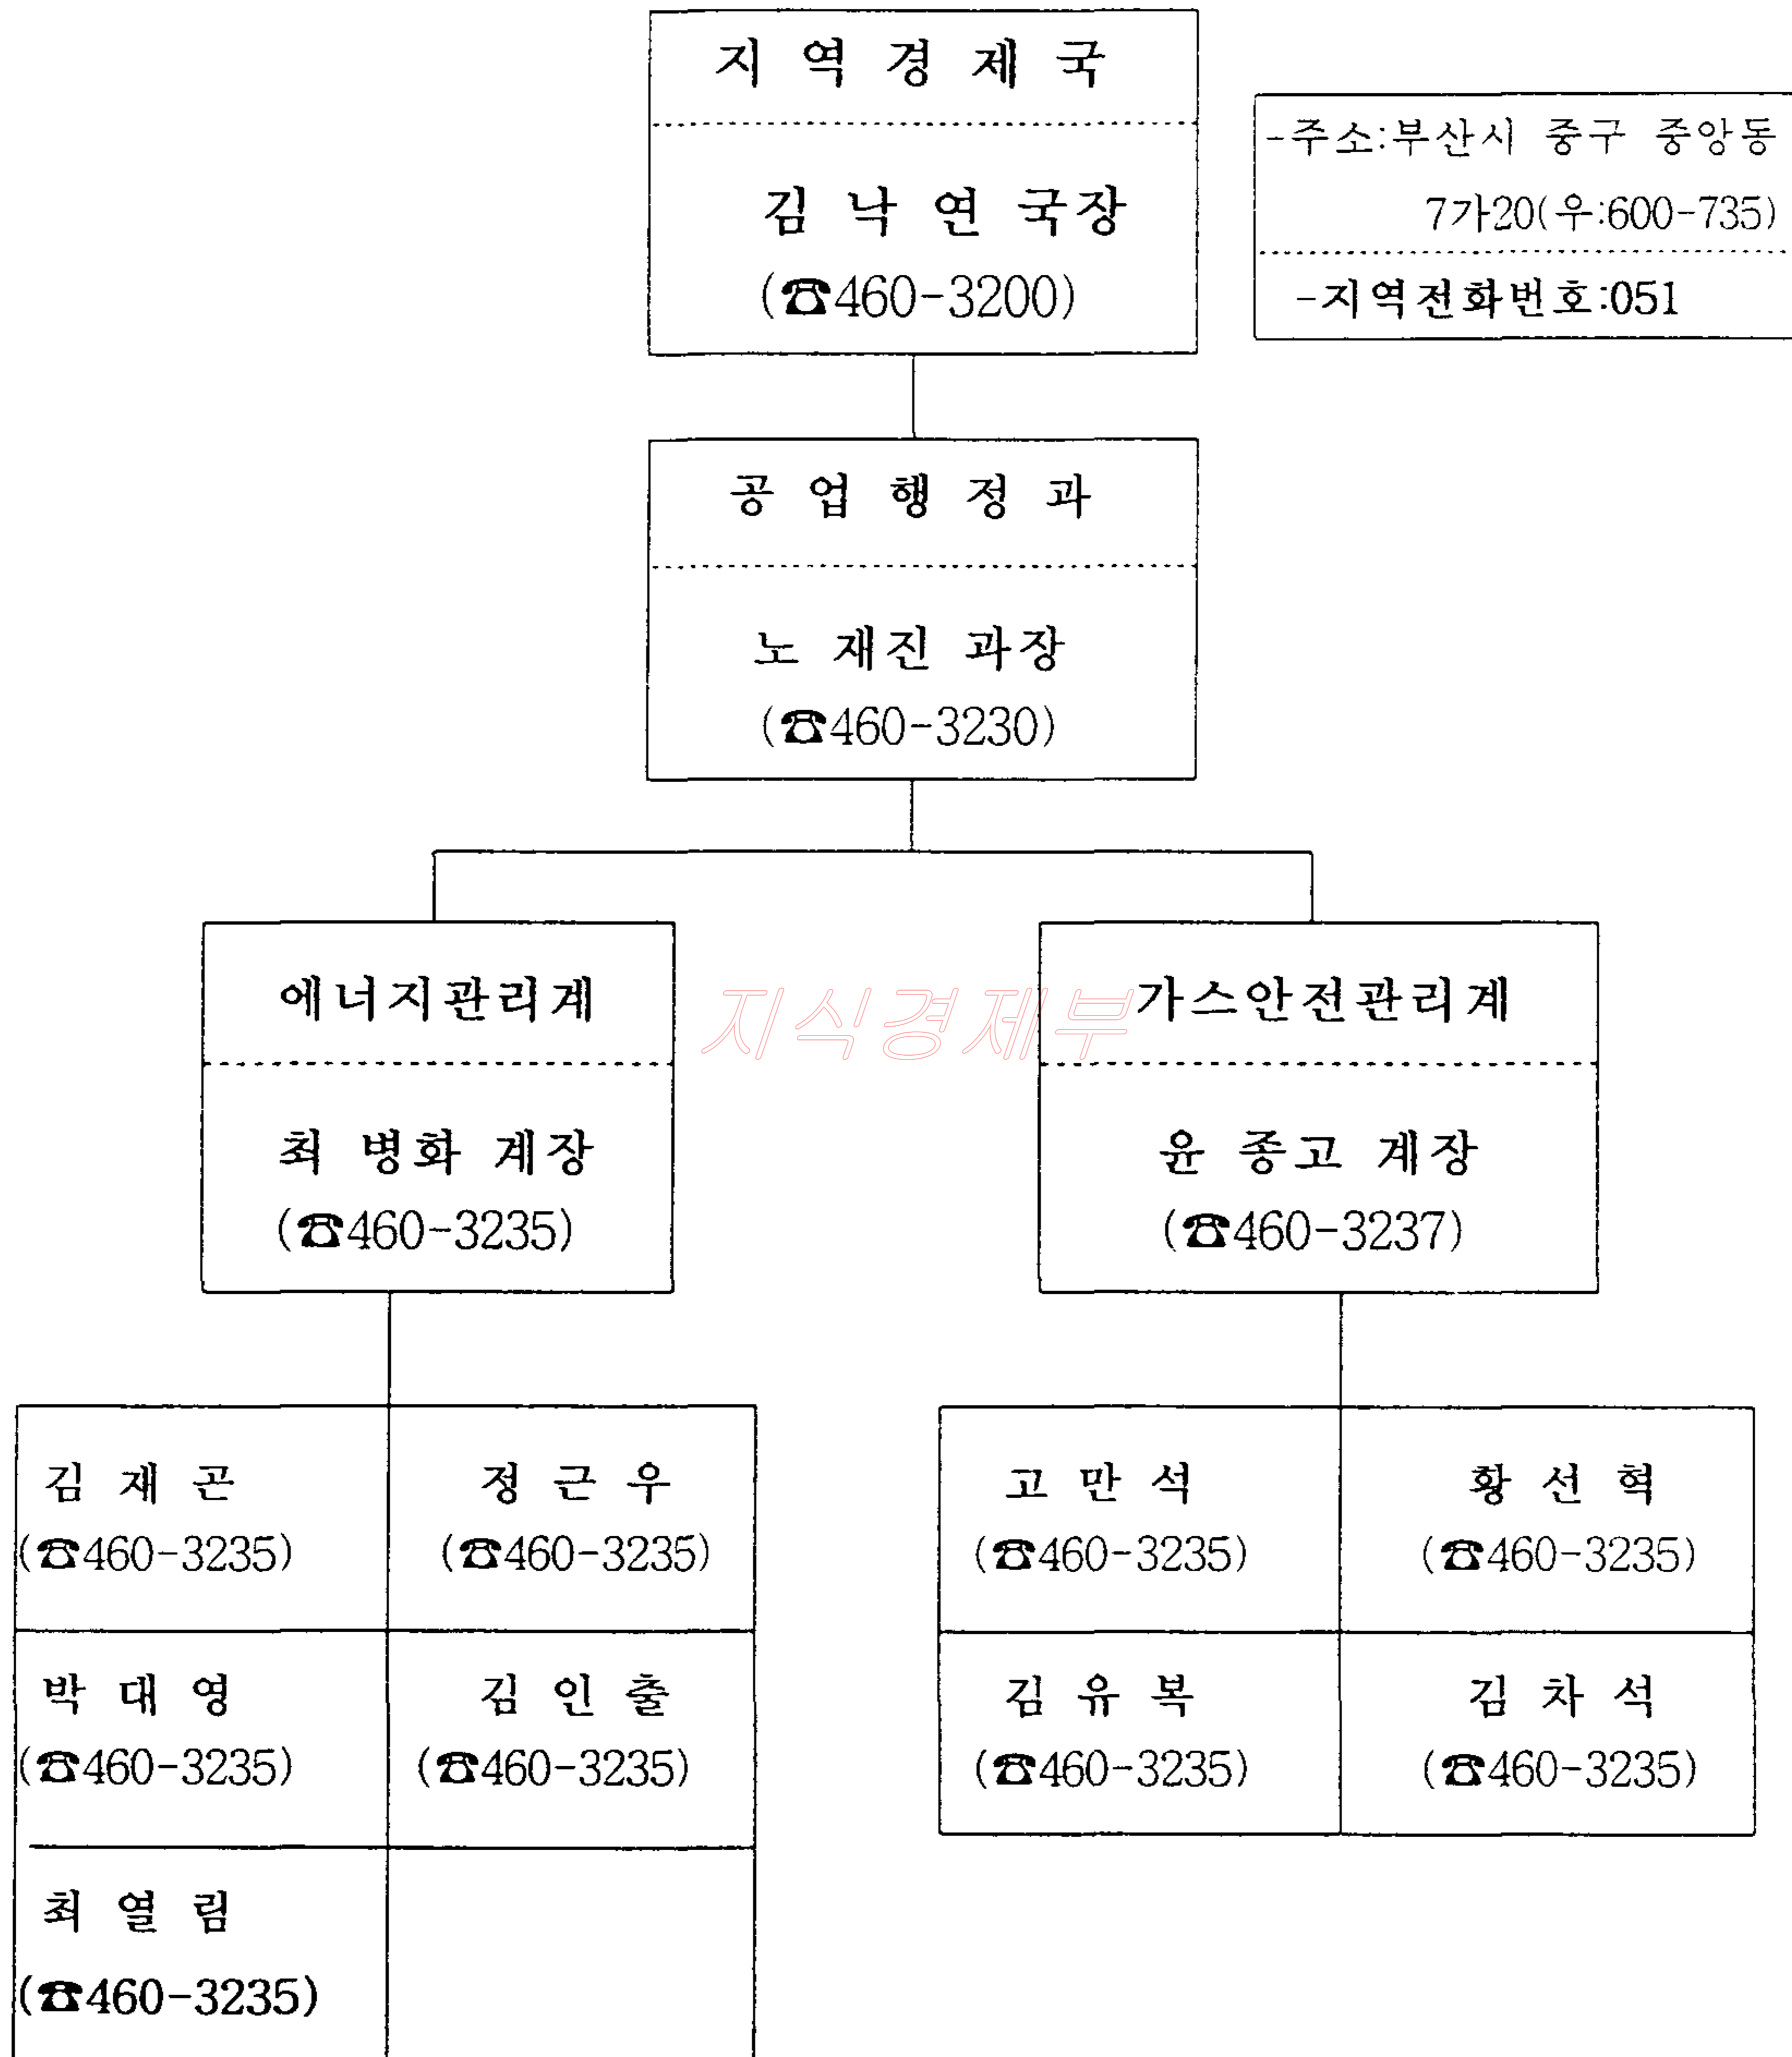 지 역 경 제 국
김 낙 연 국장
(☎460-3200)
-주소:부산시 중구 중앙동
7가20(우:600-735)
-지역전화번호:051
공 업 행 정 과
노 재진 과장
(☎460-3230)
에너지관리계
최 병화 계장
(☎460-3235)
지식경제부
가스안전관리계
윤 종고 계장
(☎460-3237)
김 재 곤
(☎460-3235)
정 근 우
(☎460-3235)
박 대 영
(☎460-3235)
김 인 출
(☎460-3235)
최 열 림
(☎460-3235)
고 만 석
(☎460-3235)
황 선 혁
(☎460-3235)
김 유 복
(☎460-3235)
김 차 석
(☎460-3235)